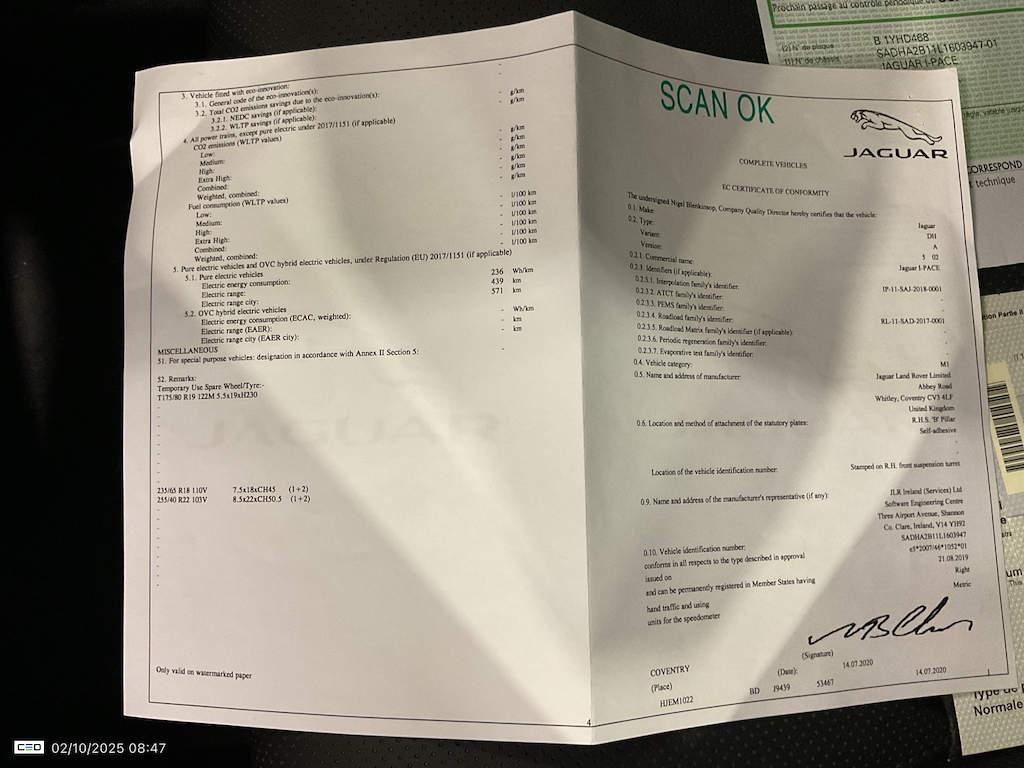 3. Vehicle fitted with eco-innovation:
3.1. General code of the eco-innovation(s): -
3.2. Total CO2 emissions savings due to the eco-innovation(s):
3.2.1. NEDC savings (if applicable): - g/km
3.2.2. WLTP savings (if applicable): - g/km
4. All power trains, except pure electric under 2017/1151 (if applicable)
CO2 emissions (WLTP values)
Low: - g/km
Medium: - g/km
High: - g/km
Extra High: - g/km
Combined: - g/km
Weighted, combined: - g/km
Fuel consumption (WLTP values)
Low: - l/100 km
Medium: - l/100 km
High: - l/100 km
Extra High: - l/100 km
Combined: - l/100 km
Weighted, combined: - l/100 km
5. Pure electric vehicles and OVC hybrid electric vehicles, under Regulation (EU) 2017/1151 (if applicable)
5.1. Pure electric vehicles
Electric energy consumption: 236 Wh/km
Electric range: 439 km
Electric range city: 571 km
5.2. OVC hybrid electric vehicles
Electric energy consumption (ECAC, weighted): - Wh/km
Electric range (EAER): - km
Electric range city (EAER city): - km
MISCELLANEOUS
51. For special purpose vehicles: designation in accordance with Annex II Section 5: -
52. Remarks:
Temporary Use Spare Wheel/Tyre:-
T175/80 R19 122M 5.5x19xH230
235/65 R18 110V 7.5x18xCH45 (1+2)
255/40 R22 103V 8.5x22xCH50.5 (1+2)
Only valid on watermarked paper
4
SCAN OK
JAGUAR
COMPLETE VEHICLES
EC CERTIFICATE OF CONFORMITY
The undersigned Nigel Blenkinsop, Company Quality Director hereby certifies that the vehicle:
0.1. Make: Jaguar
0.2. Type: DH
Variant: A
Version: 5 02
0.2.1. Commercial name: Jaguar I-PACE
0.2.3. Identifiers (if applicable):
0.2.3.1. Interpolation family's identifier: IP-11-SAJ-2018-0001
0.2.3.2. ATCT family's identifier:
0.2.3.3. PEMS family's identifier:
0.2.3.4. Roadload family's identifier: RL-11-SAD-2017-0001
0.2.3.5. Roadload Matrix family's identifier (if applicable):
0.2.3.6. Periodic regeneration family's identifier:
0.2.3.7. Evaporative test family's identifier:
0.4. Vehicle category: M1
0.5. Name and address of manufacturer: Jaguar Land Rover Limited
Abbey Road
Whitley, Coventry CV3 4LF
United Kingdom
0.6. Location and method of attachment of the statutory plates: R.H.S. 'B' Pillar
Self-adhesive
Location of the vehicle identification number: Stamped on R.H. front suspension turret
0.9. Name and address of the manufacturer's representative (if any): JLR Ireland (Services) Ltd
Software Engineering Centre
Three Airport Avenue, Shannon
Co. Clare, Ireland, V14 YH92
0.10. Vehicle identification number: SADHA2B11L1603947
conforms in all respects to the type described in approval e5*2007/46*1052*01
issued on 21.08.2019
and can be permanently registered in Member States having Right
hand traffic and using Metric
units for the speedometer
(Signature)
COVENTRY (Date): 14.07.2020 14.07.2020
(Place)
HJEM1022 BD J9439 53467 1
Prochain passage au contrôle périodique
(2) N° de plaque B 1YHD468
(1) N° de châssis SADHA2B11L1603947-01
JAGUAR I-PACE
CORRESPOND
technique
Partie II
Type de
Normale
CEO 02/10/2025 08:47